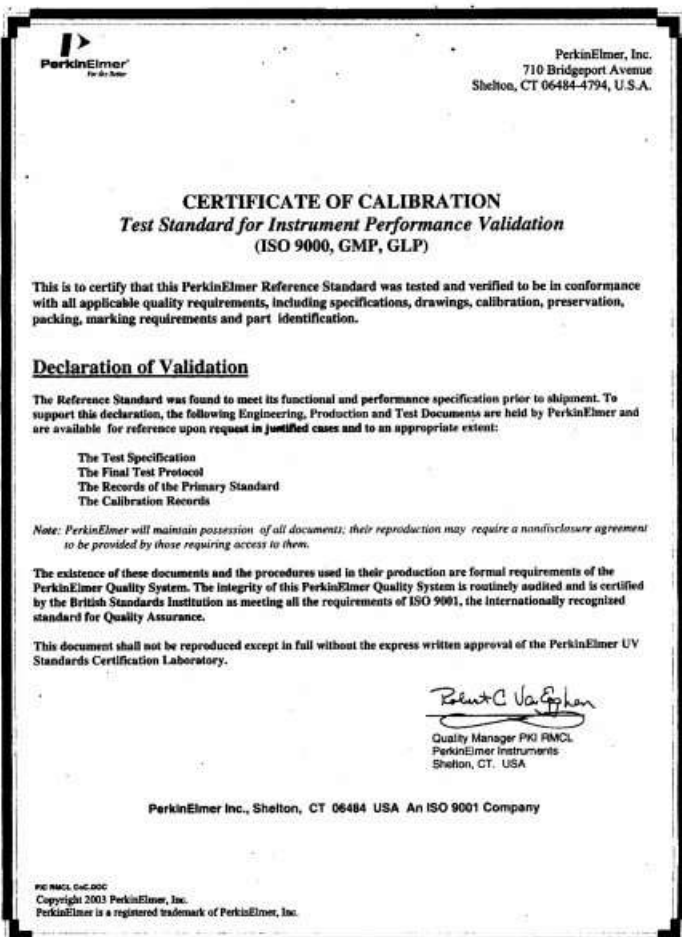 PerkinElmer
For the Better
PerkinElmer, Inc.
710 Bridgeport Avenue
Shelton, CT 06484-4794, U.S.A.
CERTIFICATE OF CALIBRATION
Test Standard for Instrument Performance Validation
(ISO 9000, GMP, GLP)
This is to certify that this PerkinElmer Reference Standard was tested and verified to be in conformance
with all applicable quality requirements, including specifications, drawings, calibration, preservation,
packing, marking requirements and part identification.
Declaration of Validation
The Reference Standard was found to meet its functional and performance specification prior to shipment. To
support this declaration, the following Engineering, Production and Test Documents are held by PerkinElmer and
are available for reference upon request in justified cases and to an appropriate extent:
The Test Specification
The Final Test Protocol
The Records of the Primary Standard
The Calibration Records
Note: PerkinElmer will maintain possession of all documents; their reproduction may require a nondisclosure agreement
to be provided by those requiring access to them.
The existence of these documents and the procedures used in their production are formal requirements of the
PerkinElmer Quality System. The integrity of this PerkinElmer Quality System is routinely audited and is certified
by the British Standards Institution as meeting all the requirements of ISO 9001, the internationally recognized
standard for Quality Assurance.
This document shall not be reproduced except in full without the express written approval of the PerkinElmer UV
Standards Certification Laboratory.
Robert C
Quality Manager PKI RMCL
PerkinElmer Instruments
Shelton, CT. USA
PerkinElmer Inc., Shelton, CT 06484 USA An ISO 9001 Company
PKI RMCL CoC.DOC
Copyright 2003 PerkinElmer, Inc.
PerkinElmer is a registered trademark of PerkinElmer, Inc.